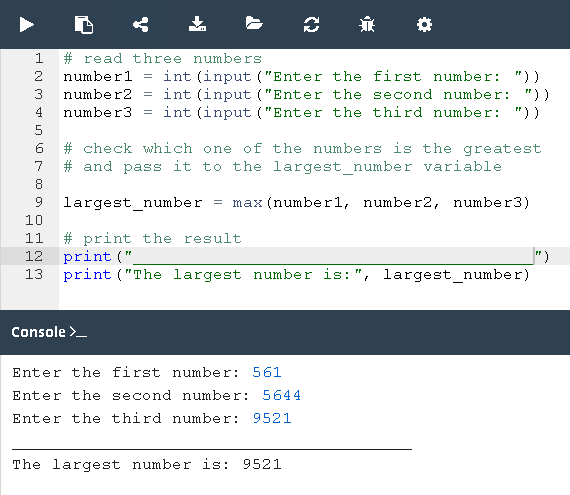 1 # read three numbers
2 number1 = int(input("Enter the first number: "))
3 number2 = int(input("Enter the second number: "))
4 number3 = int(input("Enter the third number: "))
5
6 # check which one of the numbers is the greatest
7 # and pass it to the largest_number variable
8
9 largest_number = max(number1, number2, number3)
10
11 # print the result
12 print("________________________________________")
13 print("The largest number is:", largest_number)
Console >_
Enter the first number: 561
Enter the second number: 5644
Enter the third number: 9521
________________________________________
The largest number is: 9521